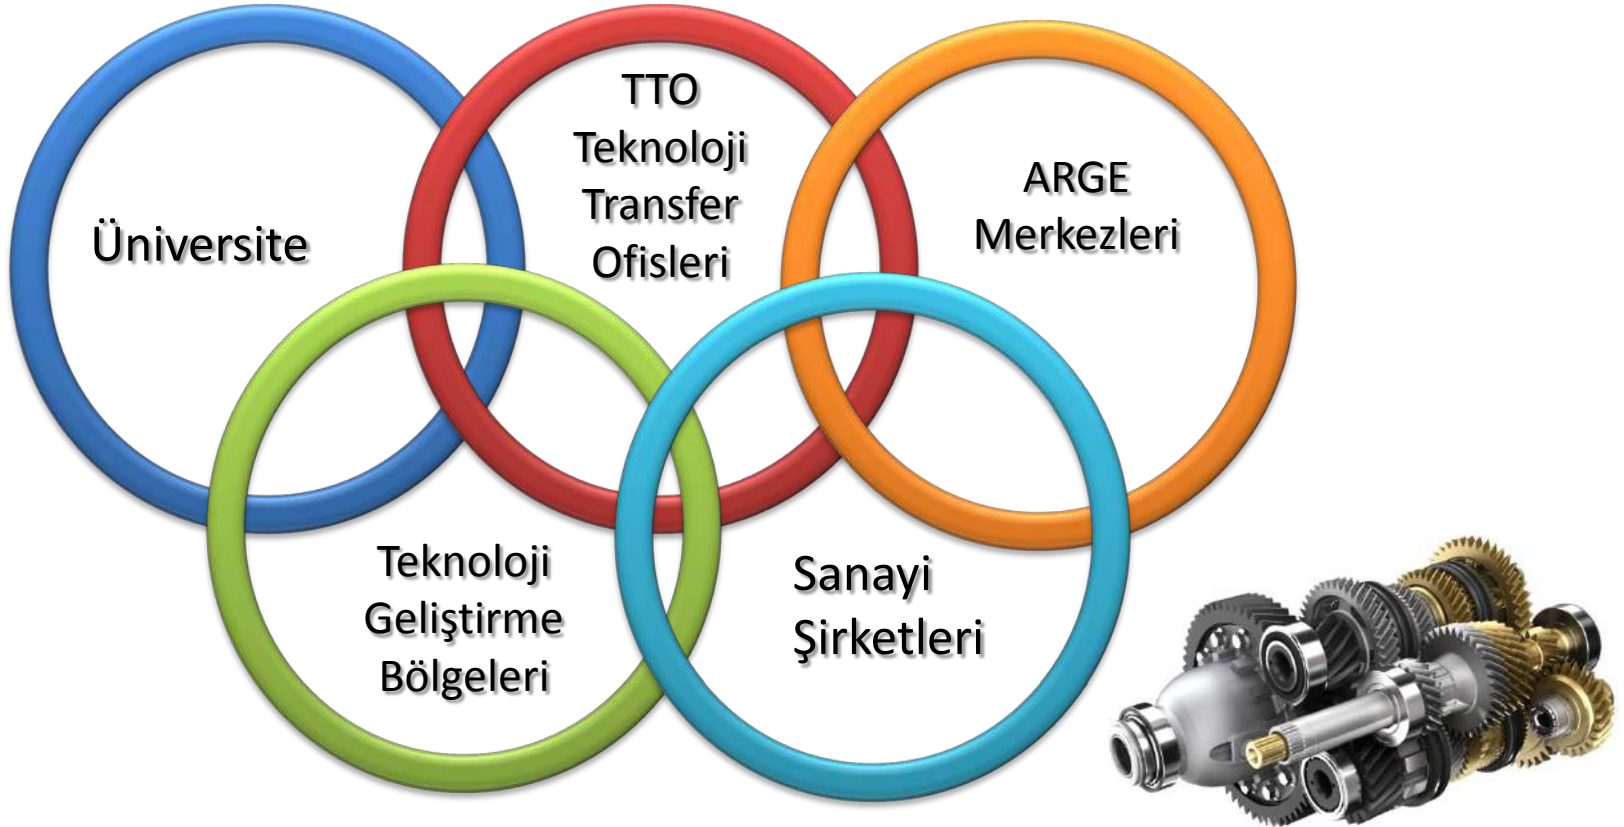 Üniversite
TTO
Teknoloji
Transfer
Ofisleri
ARGE
Merkezleri
Teknoloji
Geliştirme
Bölgeleri
Sanayi
Şirketleri